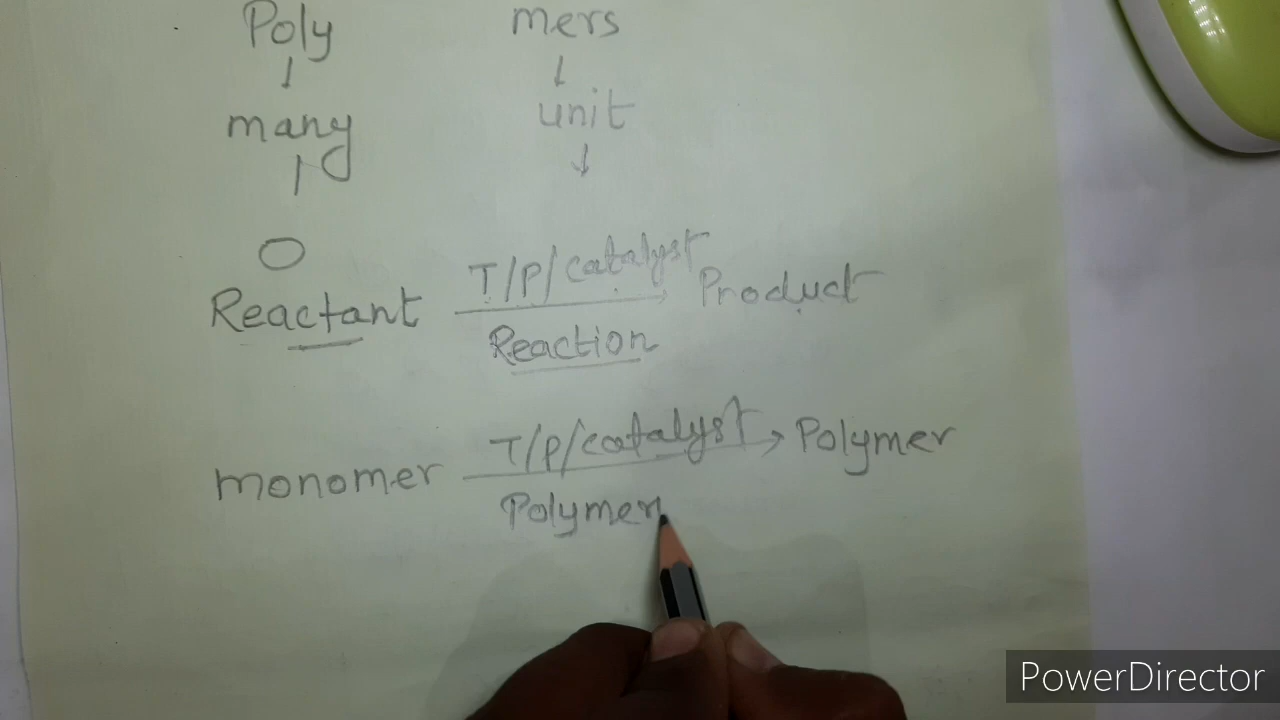 Poly mers
↓ ↓
many unit
↓
T/P/catalyst
Reactant → Product
Reaction
T/P/catalyst
monomer → Polymer
Polymer
PowerDirector